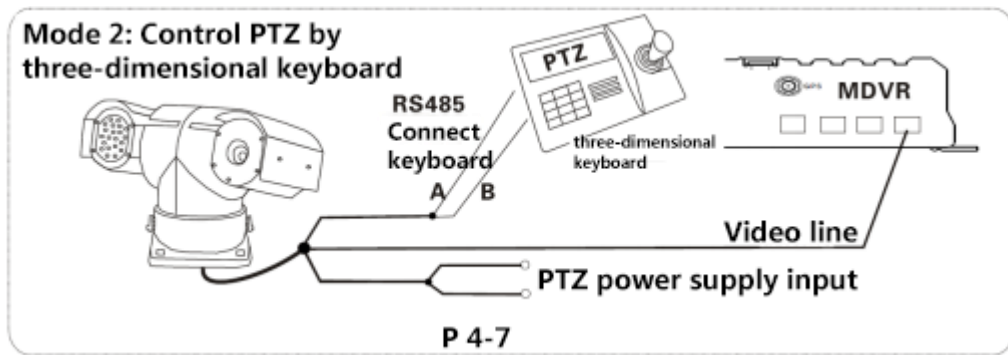 Mode 2: Control PTZ by
three-dimensional keyboard
PTZ
RS485
Connect
keyboard
A
B
three-dimensional
keyboard
GPS
MDVR
Video line
PTZ power supply input
P 4-7